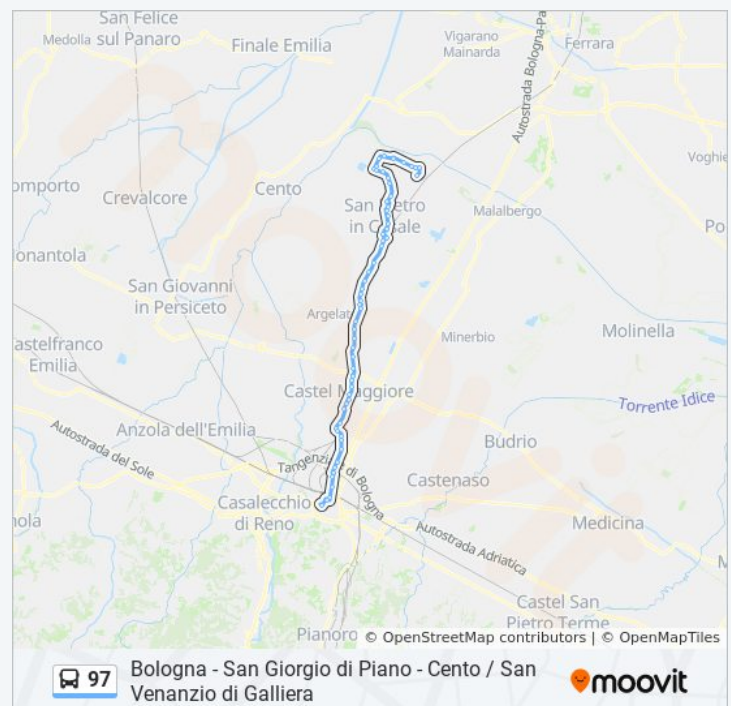 San Felice
sul Panaro
Medolla
Finale Emilia
Vigarano
Mainarda
Ferrara
Autostrada Bologna-Pa
Voghie
omporto
Crevalcore
Cento
San Pietro
in Casale
Malalbergo
Po
onantola
San Giovanni
in Persiceto
Argelat
Minerbio
Molinella
astelfranco
Emilia
Castel Maggiore
Torrente Idice
Anzola dell'Emilia
Budrio
Autostrada del Sole
Tangenziale di Bologna
Castenaso
nola
Casalecchio
di Reno
Medicina
Autostrada Adriatica
M
Castel San
Pietro Terme
Pianoro
© OpenStreetMap contributors | © OpenMapTiles
97
Bologna - San Giorgio di Piano - Cento / San
Venanzio di Galliera
moovit
moovit